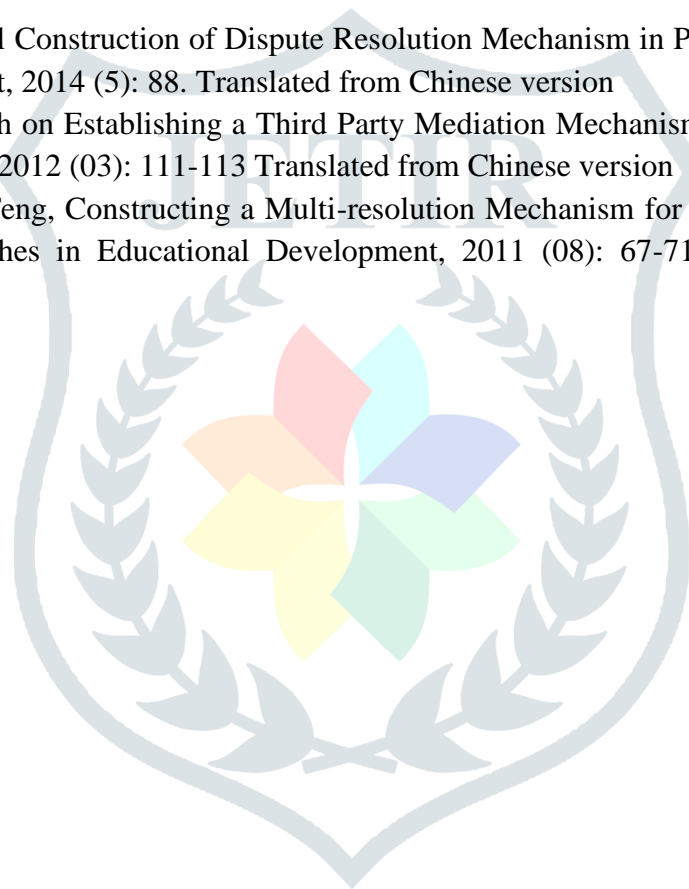 Construction of Dispute Resolution Mechanism in
2014 (5): 88. Translated from Chinese version
on Establishing a Third Party Mediation Mechanism
2012 (03): 111-113 Translated from Chinese version
Constructing a Multi-resolution Mechanism for
in Educational Development, 2011 (08): 67-71
JETIR